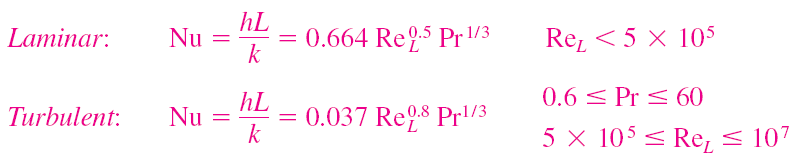 Laminar: Nu = hL/k = 0.664 Re_L^0.5 Pr^1/3 Re_L < 5 × 10^5
Turbulent: Nu = hL/k = 0.037 Re_L^0.8 Pr^1/3 0.6 ≤ Pr ≤ 60
5 × 10^5 ≤ Re_L ≤ 10^7